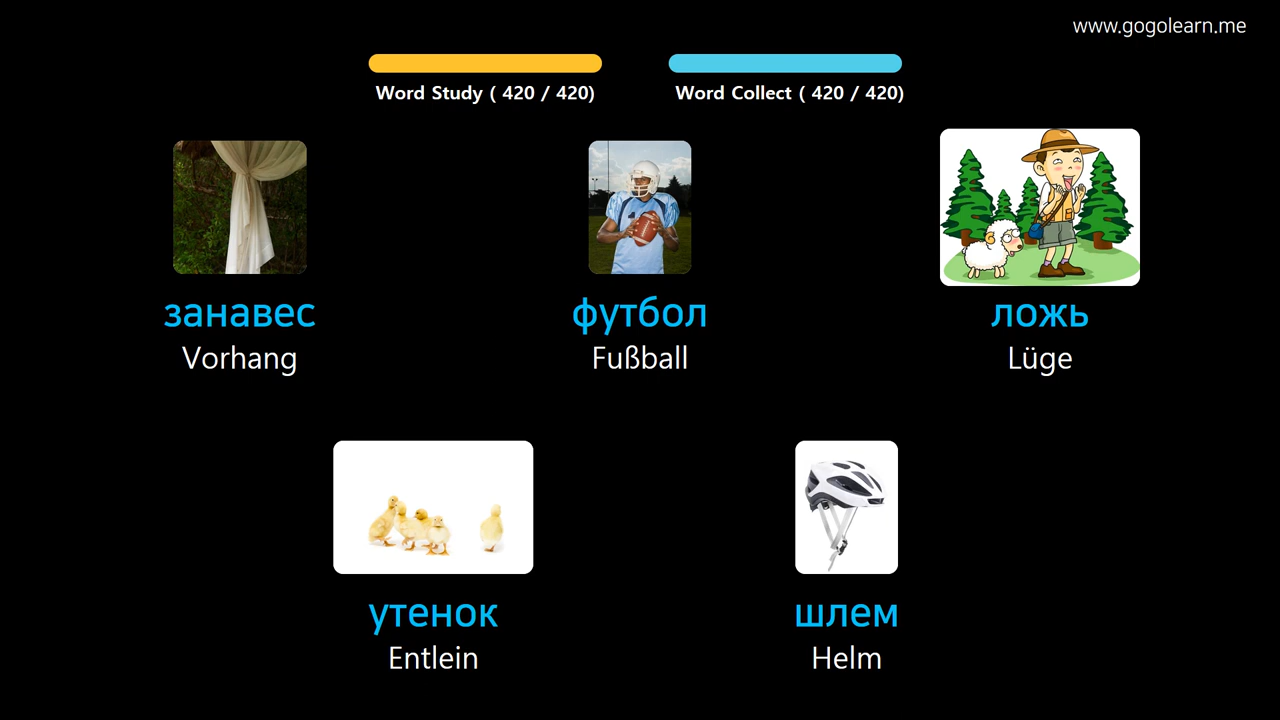 www.gogolearn.me
Word Study ( 420 / 420)
Word Collect ( 420 / 420)
занавес
Vorhang
футбол
Fußball
ложь
Lüge
утенок
Entlein
шлем
Helm